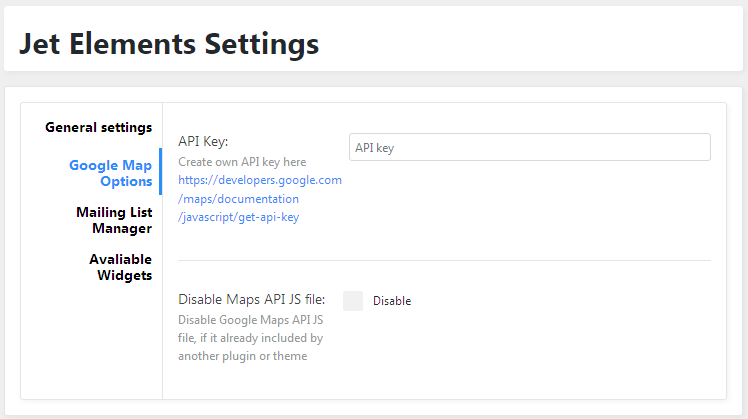 Jet Elements Settings
General settings
Google Map
Options
Mailing List
Manager
Avaliable
Widgets
API Key:
Create own API key here
https://developers.google.com
/maps/documentation
/javascript/get-api-key
API key
Disable Maps API JS file:
Disable Google Maps API JS
file, if it already included by
another plugin or theme
Disable